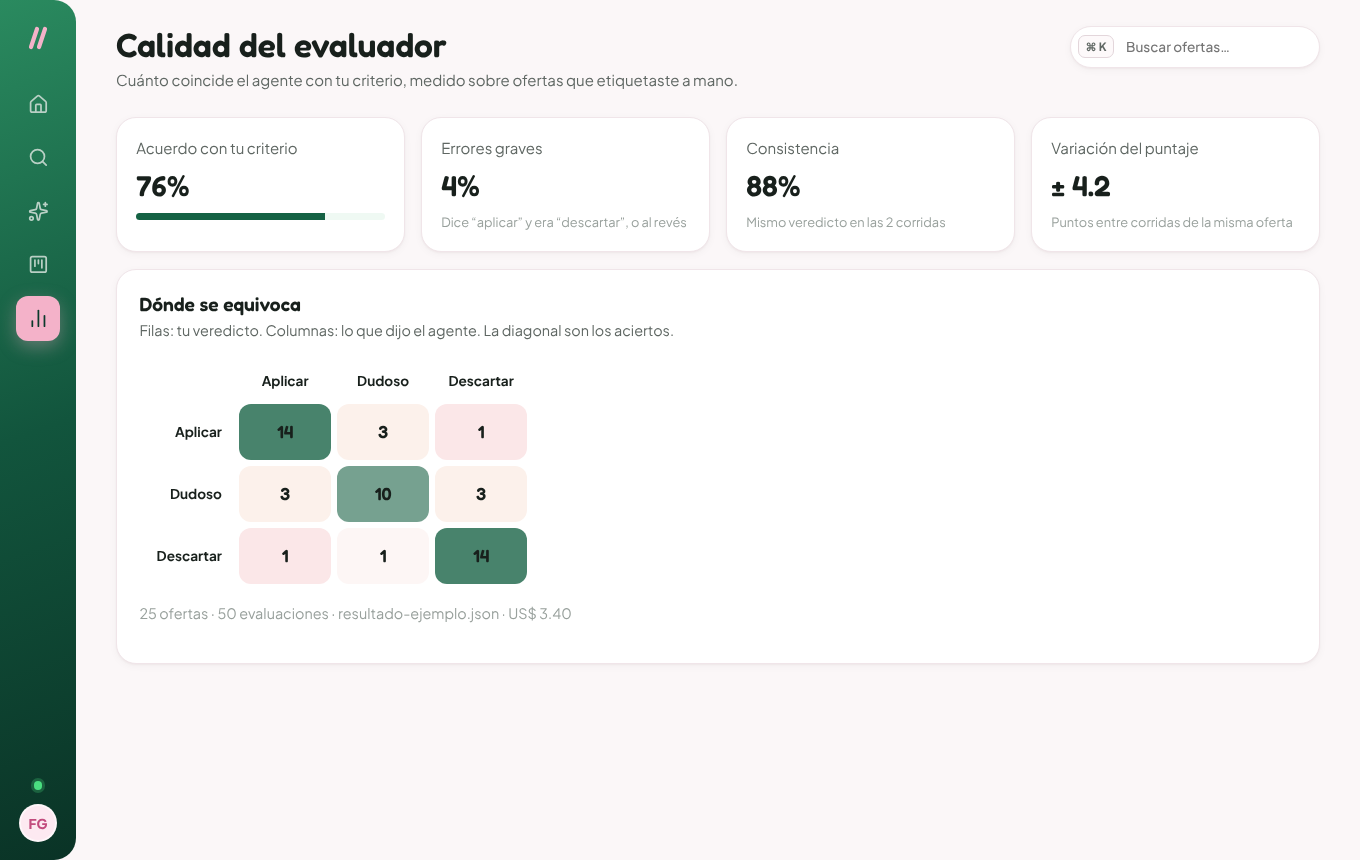 Calidad del evaluador
⌘ K Buscar ofertas...
Cuánto coincide el agente con tu criterio, medido sobre ofertas que etiquetaste a mano.
Acuerdo con tu criterio
76%
Errores graves
4%
Dice “aplicar” y era “descartar”, o al revés
Consistencia
88%
Mismo veredicto en las 2 corridas
Variación del puntaje
± 4.2
Puntos entre corridas de la misma oferta
Dónde se equivoca
Filas: tu veredicto. Columnas: lo que dijo el agente. La diagonal son los aciertos.
Aplicar Dudoso Descartar
Aplicar 14 3 1
Dudoso 3 10 3
Descartar 1 1 14
25 ofertas · 50 evaluaciones · resultado-ejemplo.json · US$ 3.40
FG